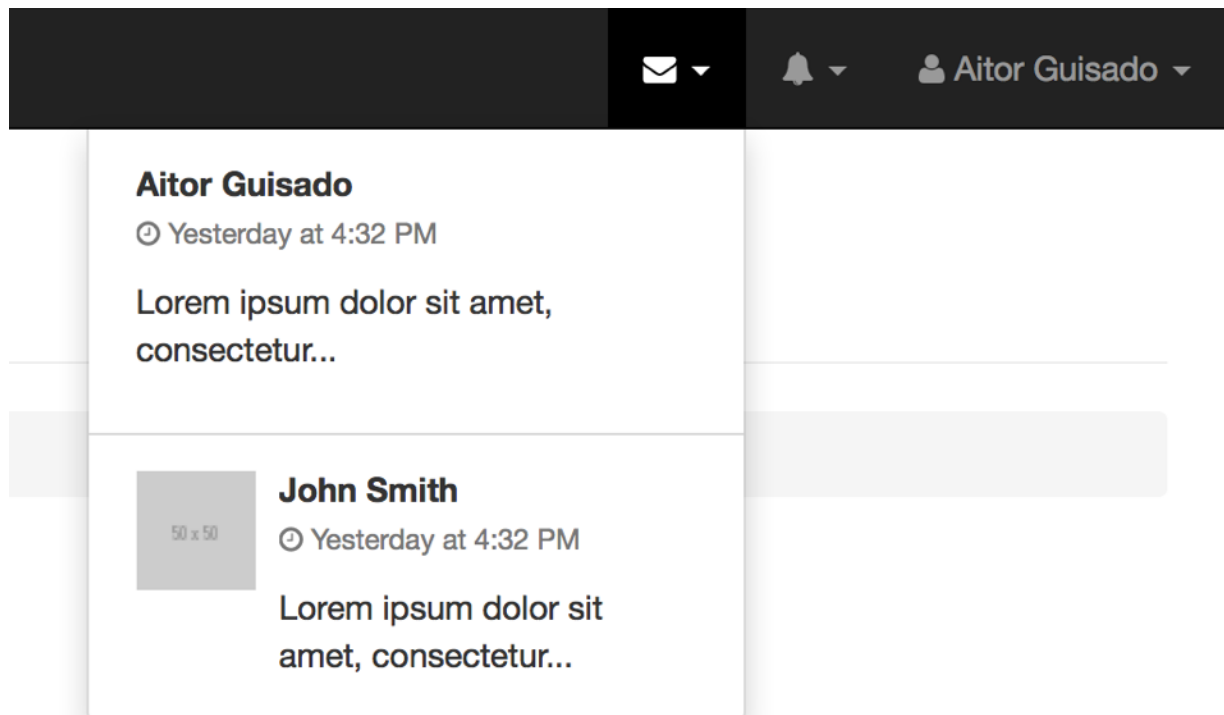 Aitor Guisado
Aitor Guisado
Yesterday at 4:32 PM
Lorem ipsum dolor sit amet,
consectetur...
John Smith
50 x 50
Yesterday at 4:32 PM
Lorem ipsum dolor sit
amet, consectetur...